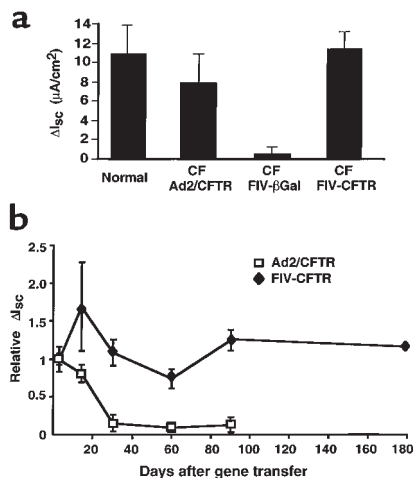 a
14
12
10
8
6
4
2
0
ΔIsc (μA/cm²)
Normal
CF
Ad2/CFTR
CF
FIV-βGal
CF
FIV-CFTR
b
2.5
2.0
1.5
1
0.5
0
Relative ΔIsc
Ad2/CFTR
FIV-CFTR
20 40 60 80 100 120 140 160 180
Days after gene transfer